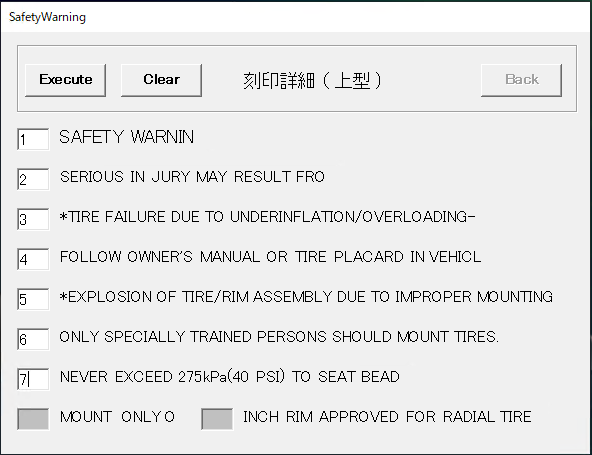 SafetyWarning
Execute Clear 刻印詳細（上型） Back
1 SAFETY WARNIN
2 SERIOUS IN JURY MAY RESULT FRO
3 *TIRE FAILURE DUE TO UNDERINFLATION/OVERLOADING-
4 FOLLOW OWNER'S MANUAL OR TIRE PLACARD IN VEHICL
5 *EXPLOSION OF TIRE/RIM ASSEMBLY DUE TO IMPROPER MOUNTING
6 ONLY SPECIALLY TRAINED PERSONS SHOULD MOUNT TIRES.
7 NEVER EXCEED 275kPa(40 PSI) TO SEAT BEAD
MOUNT ONLY O INCH RIM APPROVED FOR RADIAL TIRE